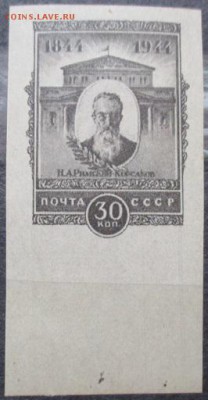 COINS.LAVE.RU
1844 1944
Н.А.Римский-Корсаков
ПОЧТА 30 СССР
КОП.